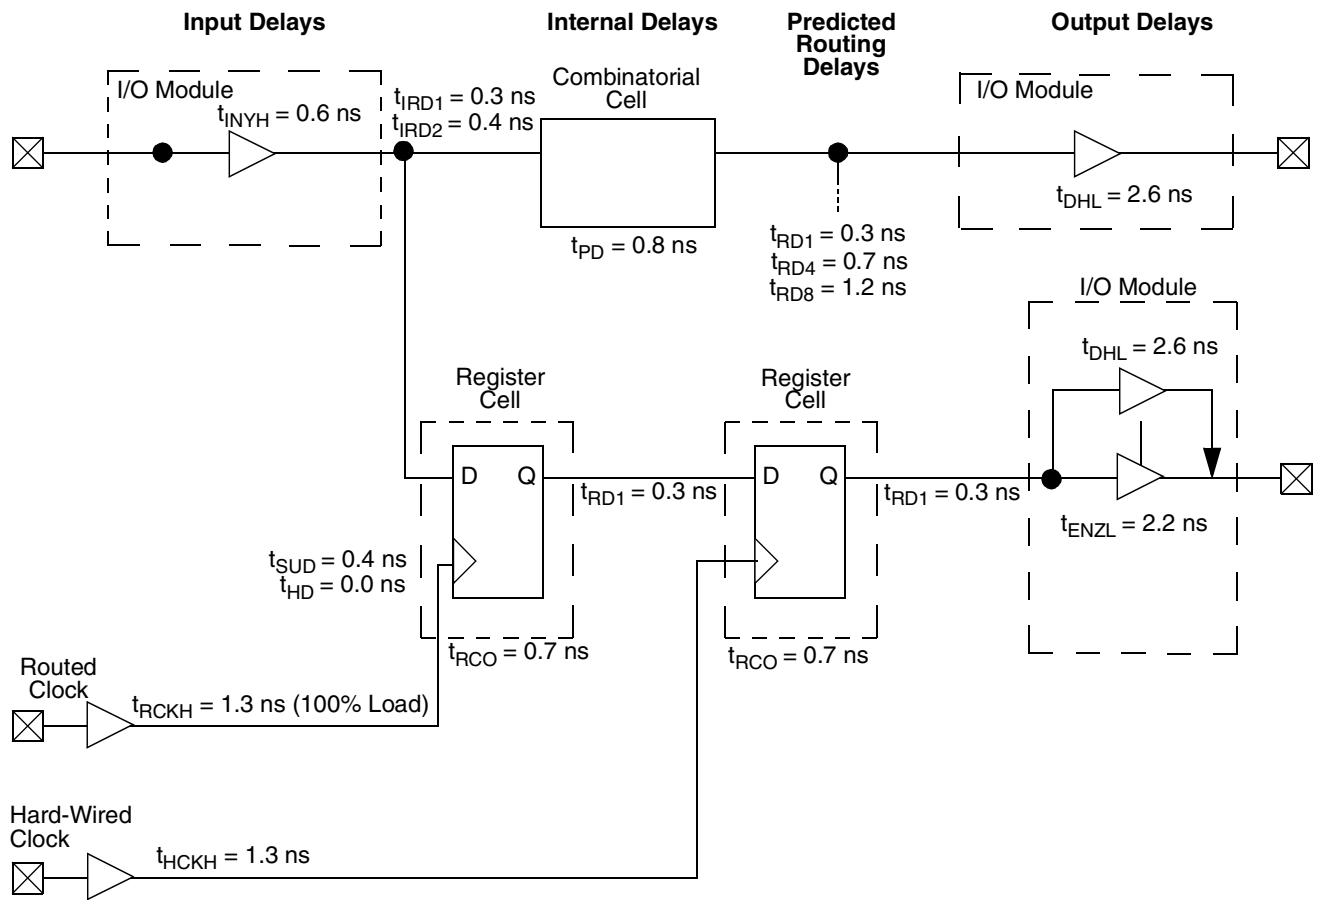 Input Delays
Internal Delays
Predicted
Routing
Delays
Output Delays
I/O Module
tINYH = 0.6 ns
tIRD1 = 0.3 ns
tIRD2 = 0.4 ns
Combinatorial
Cell
tPD = 0.8 ns
tRD1 = 0.3 ns
tRD4 = 0.7 ns
tRD8 = 1.2 ns
I/O Module
tDHL = 2.6 ns
I/O Module
tDHL = 2.6 ns
tENZL = 2.2 ns
Register
Cell
D Q
tRD1 = 0.3 ns
Register
Cell
D Q
tRD1 = 0.3 ns
tSUD = 0.4 ns
tHD = 0.0 ns
tRCO = 0.7 ns
tRCO = 0.7 ns
Routed
Clock
tRCKH = 1.3 ns (100% Load)
Hard-Wired
Clock
tHCKH = 1.3 ns